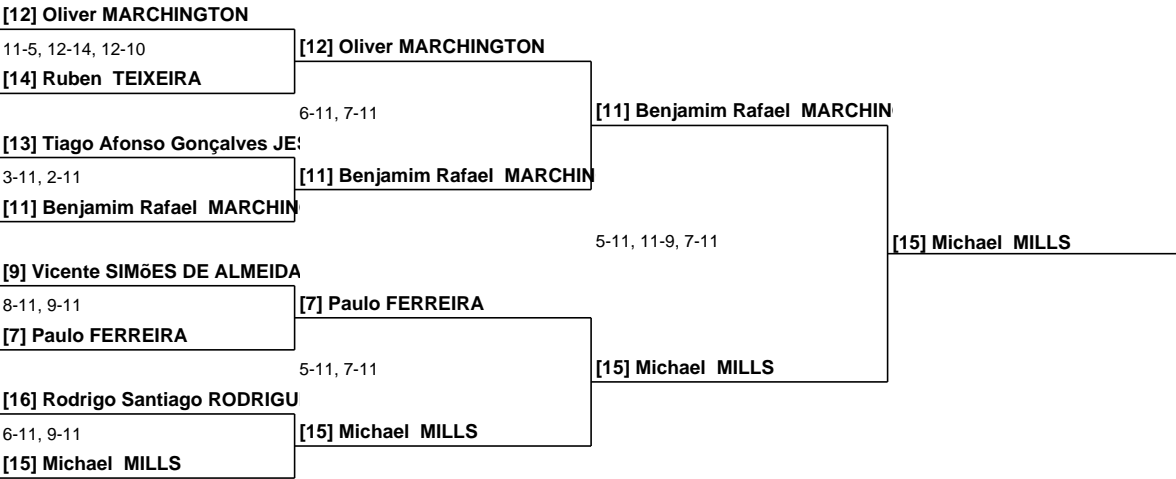 [12] Oliver MARCHINGTON
11-5, 12-14, 12-10
[14] Ruben TEIXEIRA
[12] Oliver MARCHINGTON
6-11, 7-11
[13] Tiago Afonso Gonçalves JES
3-11, 2-11
[11] Benjamim Rafael MARCHIN
[11] Benjamim Rafael MARCHIN
[11] Benjamim Rafael MARCHIN
5-11, 11-9, 7-11
[15] Michael MILLS
[9] Vicente SIMõES DE ALMEIDA
8-11, 9-11
[7] Paulo FERREIRA
[7] Paulo FERREIRA
5-11, 7-11
[15] Michael MILLS
[16] Rodrigo Santiago RODRIGU
6-11, 9-11
[15] Michael MILLS
[15] Michael MILLS